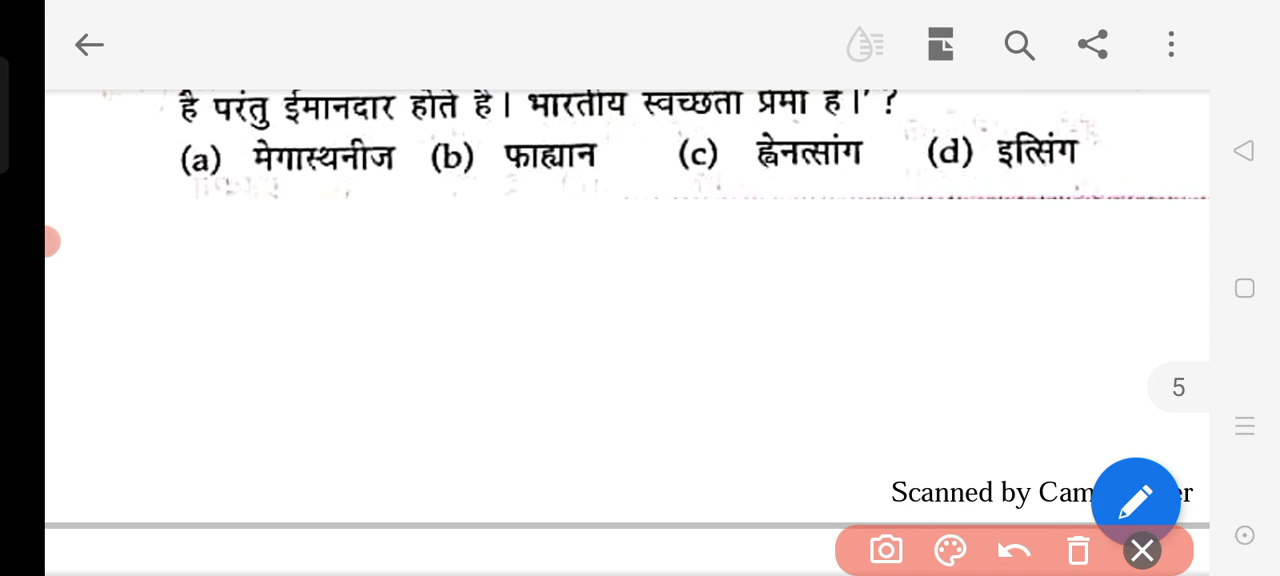 है परंतु ईमानदार होते है। भारतीय स्वच्छता प्रेमी है।' ?
(a) मेगास्थनीज (b) फाह्यान (c) ह्वेनत्सांग (d) इत्सिंग
5
Scanned by Cam
er